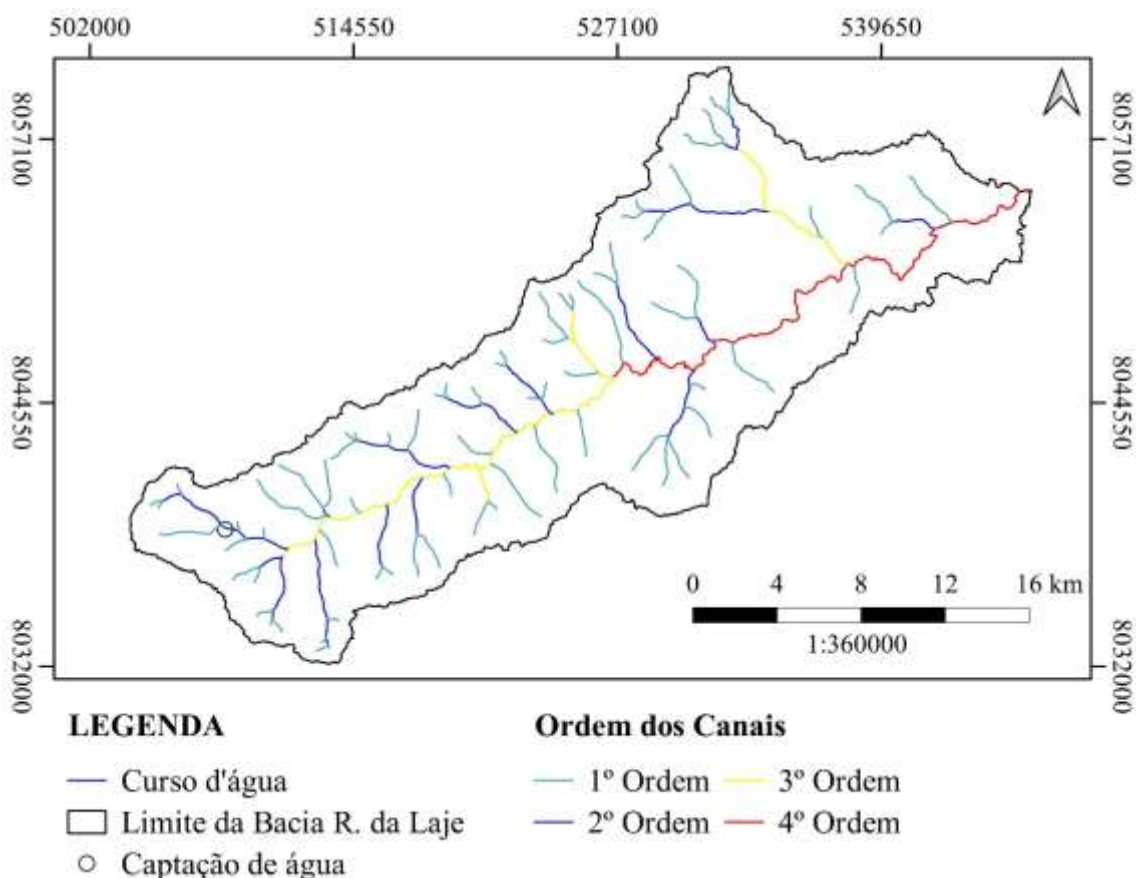 502000 514550 527100 539650
8057100 8057100
8044550 8044550
8032000 8032000
0 4 8 12 16 km
1:360000
LEGENDA Ordem dos Canais
Curso d'água 1º Ordem 3º Ordem
Limite da Bacia R. da Laje 2º Ordem 4º Ordem
Captação de água